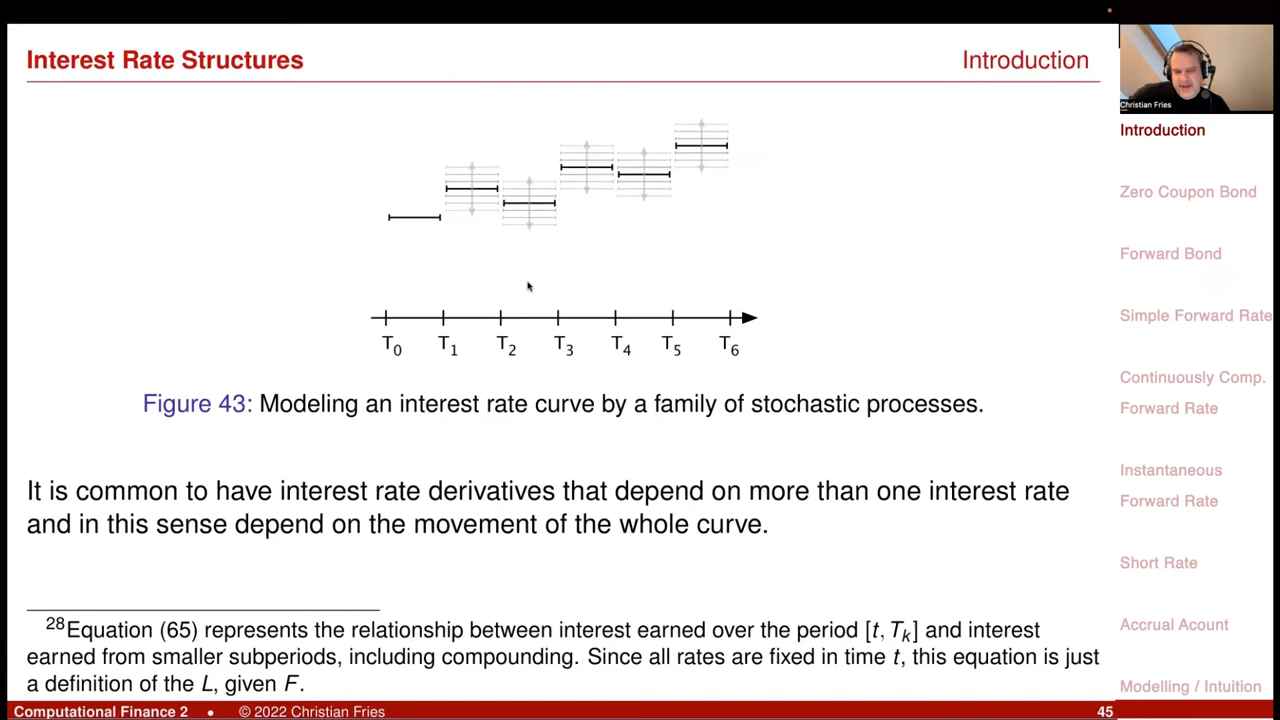 Interest Rate Structures
Introduction
Christian Fries
Introduction
Zero Coupon Bond
Forward Bond
Simple Forward Rate
Continuously Comp.
Forward Rate
Instantaneous
Forward Rate
Short Rate
Accrual Acount
Modelling / Intuition
T0 T1 T2 T3 T4 T5 T6
Figure 43: Modeling an interest rate curve by a family of stochastic processes.
It is common to have interest rate derivatives that depend on more than one interest rate
and in this sense depend on the movement of the whole curve.
28Equation (65) represents the relationship between interest earned over the period [t, Tk] and interest
earned from smaller subperiods, including compounding. Since all rates are fixed in time t, this equation is just
a definition of the L, given F.
Computational Finance 2 • © 2022 Christian Fries 45